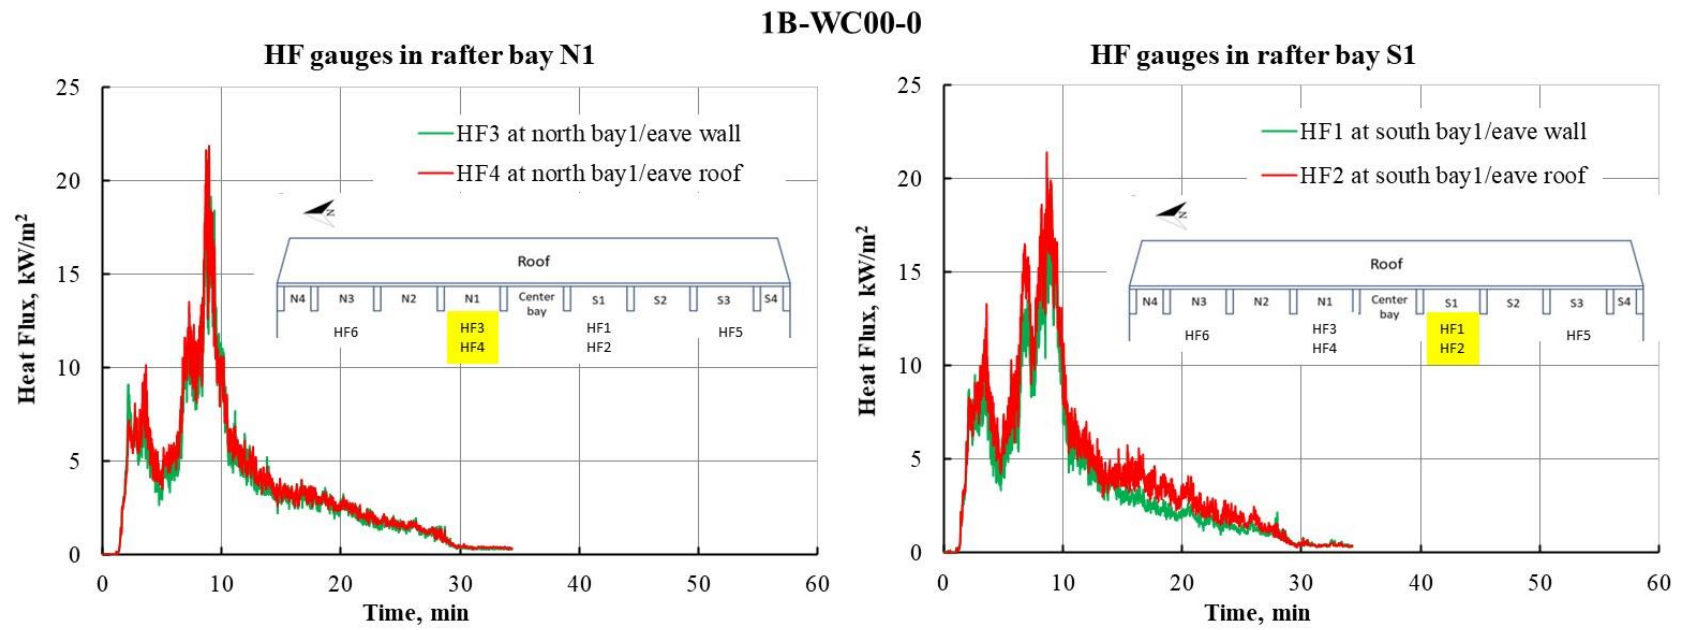 1B-WC00-0
HF gauges in rafter bay N1
25
20
15
10
5
0
0 10 20 30 40 50 60
Heat Flux, kW/m²
Time, min
HF3 at north bay1/eave wall
HF4 at north bay1/eave roof
N
Roof
N4 N3 N2 N1 Center bay S1 S2 S3 S4
HF6 HF3 HF1 HF5
HF4 HF2
HF gauges in rafter bay S1
25
20
15
10
5
0
0 10 20 30 40 50 60
Heat Flux, kW/m²
Time, min
HF1 at south bay1/eave wall
HF2 at south bay1/eave roof
N
Roof
N4 N3 N2 N1 Center bay S1 S2 S3 S4
HF6 HF3 HF1 HF5
HF4 HF2